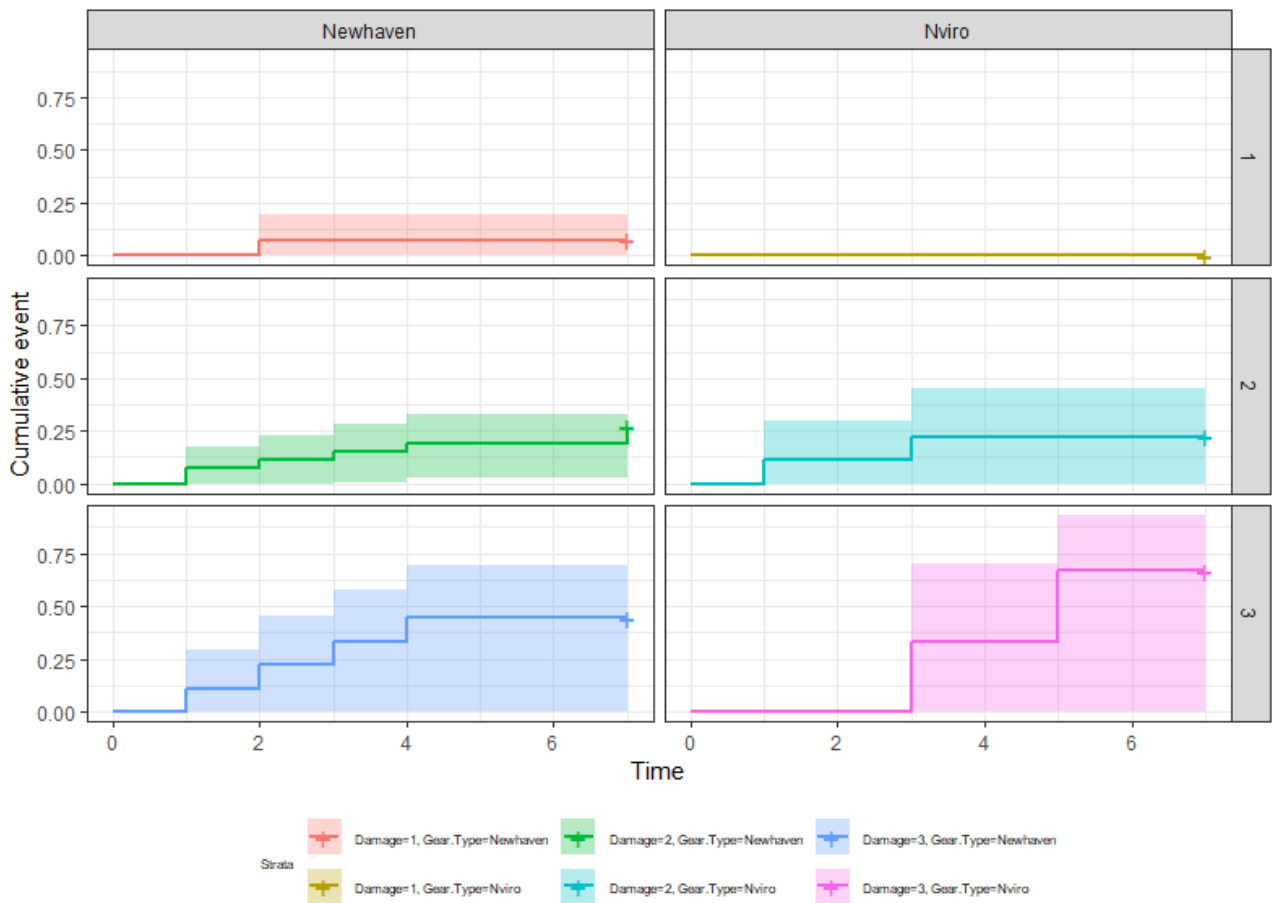 Newhaven Nviro
0.75
0.50
0.25
0.00
1
0.75
0.50
0.25
0.00
2
0.75
0.50
0.25
0.00
3
Cumulative event
0 2 4 6 0 2 4 6
Time
Strata
Damage=1, Gear.Type=Newhaven Damage=2, Gear.Type=Newhaven Damage=3, Gear.Type=Newhaven
Damage=1, Gear.Type=Nviro Damage=2, Gear.Type=Nviro Damage=3, Gear.Type=Nviro